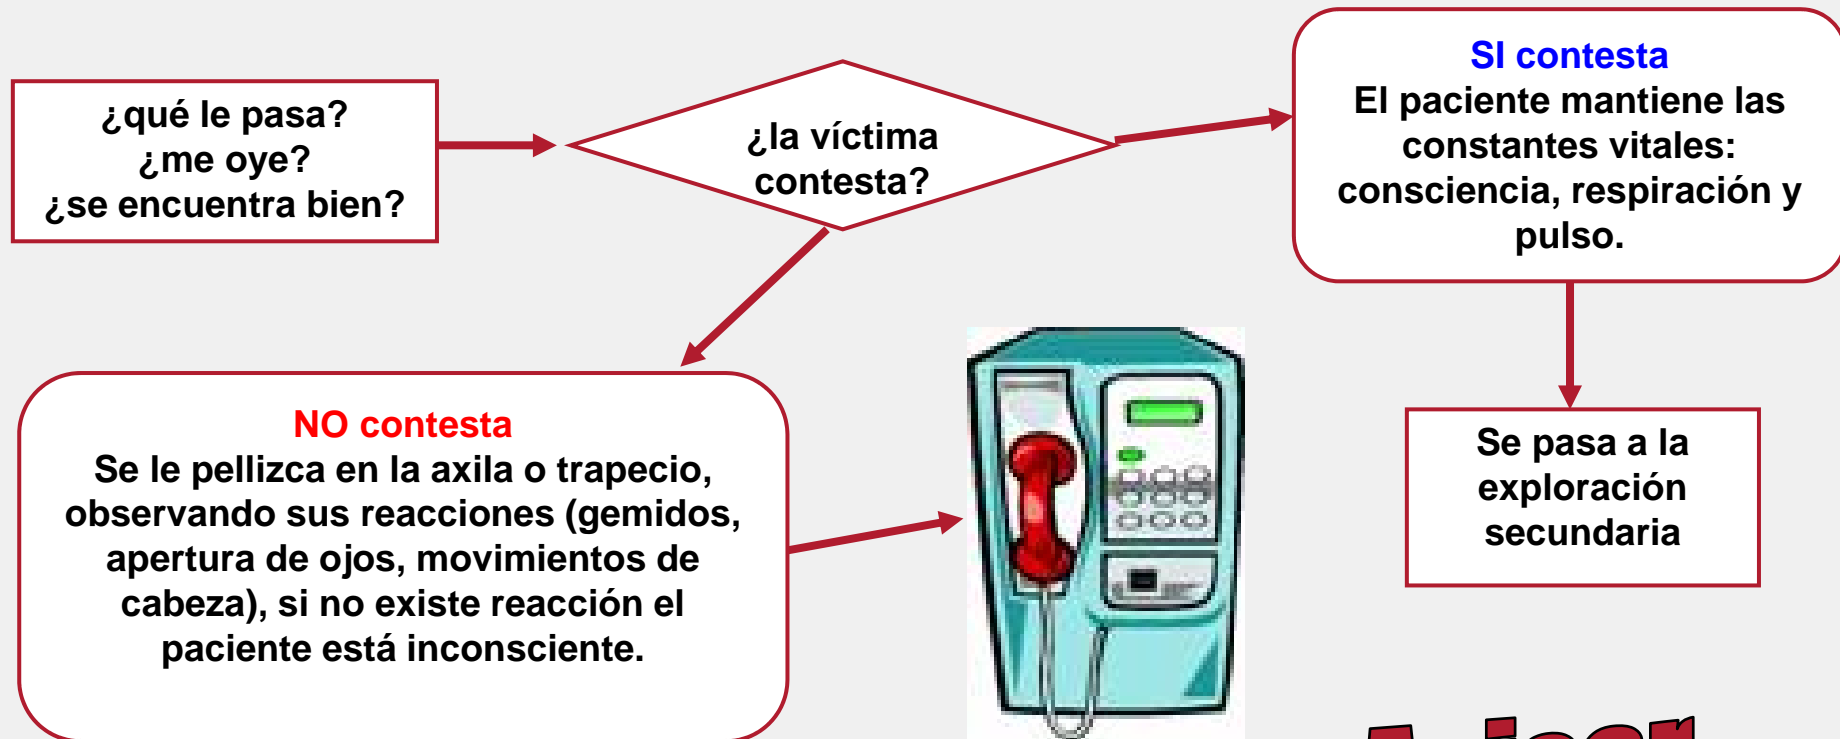 ¿qué le pasa?
¿me oye?
¿se encuentra bien?
¿la víctima
contesta?
SI contesta
El paciente mantiene las
constantes vitales:
consciencia, respiración y
pulso.
NO contesta
Se le pellizca en la axila o trapecio,
observando sus reacciones (gemidos,
apertura de ojos, movimientos de
cabeza), si no existe reacción el
paciente está inconsciente.
Se pasa a la
exploración
secundaria